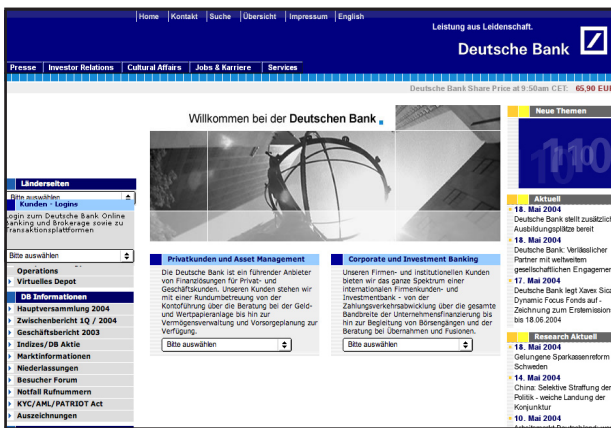 Home | Kontakt | Suche | Übersicht | Impressum | English
Leistung aus Leidenschaft.
Deutsche Bank
Presse | Investor Relations | Cultural Affairs | Jobs & Karriere | Services
Deutsche Bank Share Price at 9:50am CET: 65,90 EUR
Willkommen bei der Deutschen Bank
Länderseiten
Bitte auswählen
Kunden - Logins
Login zum Deutsche Bank Online
Banking und Brokerage sowie zu
Transaktionsplattformen
Bitte auswählen
Operations
Virtuelles Depot
DB Informationen
Hauptversammlung 2004
Zwischenbericht 1Q / 2004
Geschäftsbericht 2003
Indizes/DB Aktie
Marktinformationen
Niederlassungen
Besucher Forum
Notfall Rufnummern
KYC/AML/PATRIOT Act
Auszeichnungen
Privatkunden und Asset Management
Die Deutsche Bank ist ein führender Anbieter
von Finanzlösungen für Privat- und
Geschäftskunden. Unseren Kunden stehen wir
mit einer Rundumbetreuung von der
Kontoführung über die Beratung bei der Geld-
und Wertpapieranlage bis hin zur
Vermögensverwaltung und Vorsorgeplanung zur
Verfügung.
Bitte auswählen
Corporate und Investment Banking
Unseren Firmen- und institutionellen Kunden
bieten wir das ganze Spektrum einer
internationalen Firmenkunden- und
Investmentbank - von der
Zahlungsverkehrsabwicklung über die gesamte
Bandbreite der Unternehmensfinanzierung bis
hin zur Begleitung von Börsengängen und der
Beratung bei Übernahmen und Fusionen.
Bitte auswählen
Neue Themen
110
Aktuell
18. Mai 2004
Deutsche Bank stellt zusätzlich
Ausbildungsplätze bereit
18. Mai 2004
Deutsche Bank: Verlässlicher
Partner mit weltweitem
gesellschaftlichen Engagemen
17. Mai 2004
Deutsche Bank legt Xavex Sica
Dynamic Focus Fonds auf -
Zeichnung zum Erstemission
bis 18.06 2004
Research Aktuell
18. Mai 2004
Gelungene Sparkassenreform
Schweden
14. Mai 2004
China: Selektive Straffung der
Politik - weiche Landung der
Konjunktur
10. Mai 2004